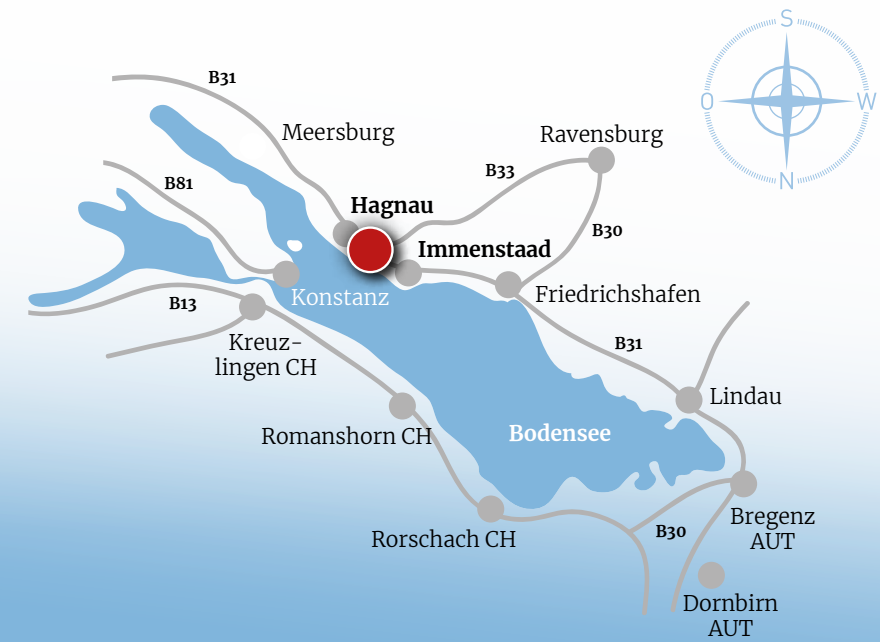 S
B31
O
W
Meersburg
Ravensburg
B33
N
B81
Hagnau
B30
Immenstaad
Konstanz
Friedrichshafen
B13
Kreuz-
lingen CH
B31
Lindau
Romanshorn CH
Bodensee
Rorschach CH
B30
Bregenz
AUT
Dornbirn
AUT